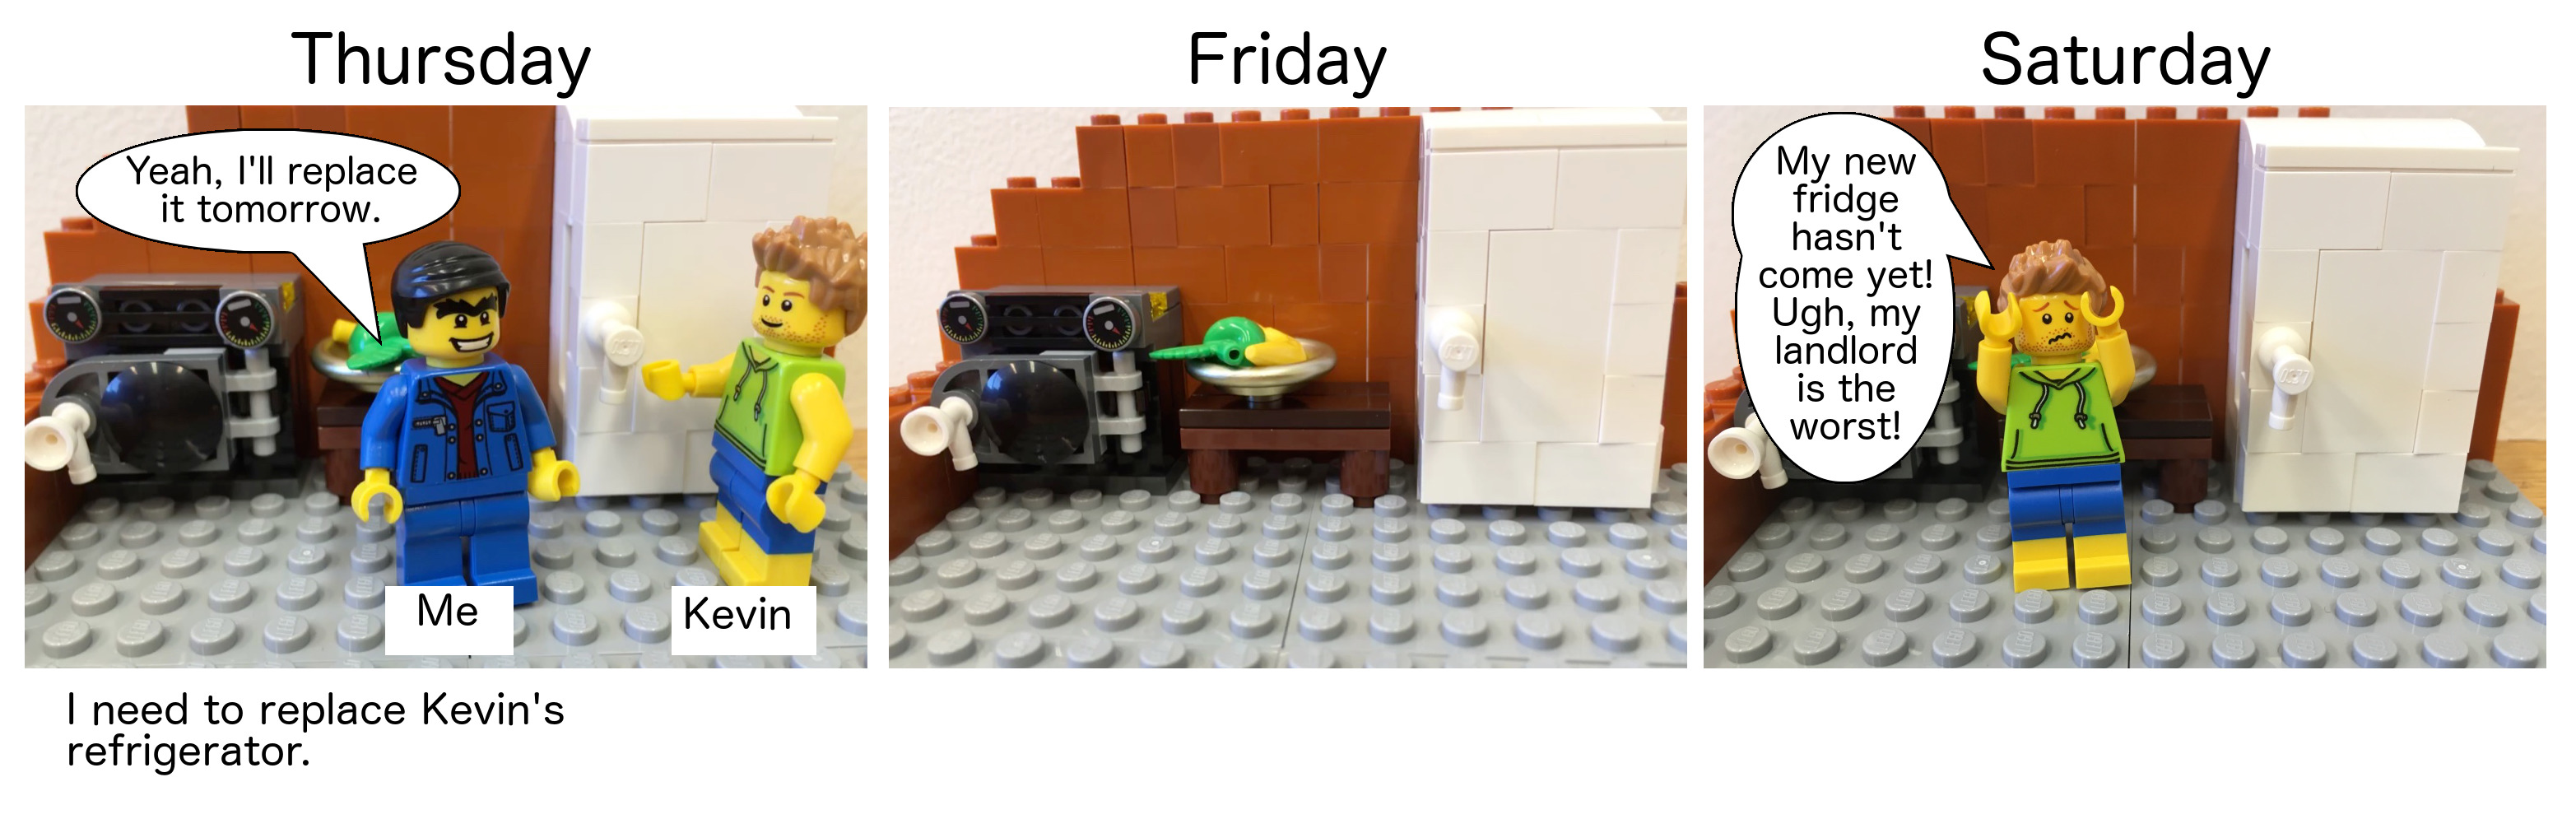 Thursday
Friday
Saturday
Yeah, I'll replace
it tomorrow.
Me
Kevin
I need to replace Kevin's
refrigerator.
My new
fridge
hasn't
come yet!
Ugh, my
landlord
is the
worst!